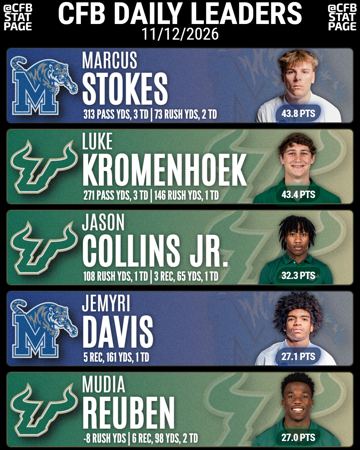 @CFB
STAT
PAGE
CFB DAILY LEADERS
11/12/2026
@CFB
STAT
PAGE
MARCUS
STOKES
313 PASS YDS, 3 TD | 73 RUSH YDS, 2 TD
43.8 PTS
LUKE
KROMENHOEK
271 PASS YDS, 3 TD | 146 RUSH YDS, 1 TD
43.4 PTS
JASON
COLLINS JR.
108 RUSH YDS, 1 TD | 3 REC, 65 YDS, 1 TD
32.3 PTS
JEMYRI
DAVIS
5 REC, 161 YDS, 1 TD
27.1 PTS
MUDIA
REUBEN
-8 RUSH YDS | 6 REC, 98 YDS, 2 TD
27.0 PTS